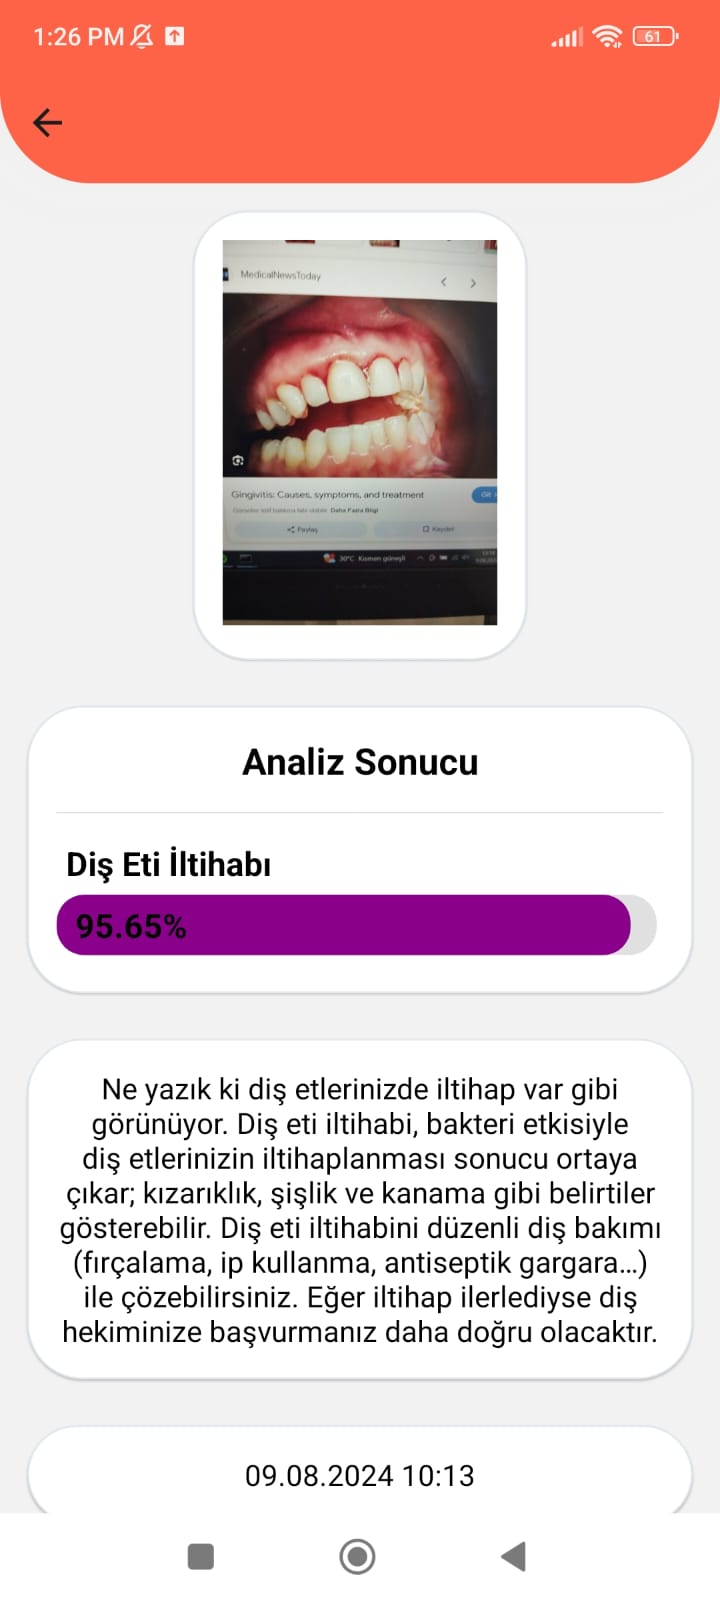 1:26 PM
61
MedicalNewsToday
Gingivitis: Causes, symptoms, and treatment
Daha Fazla Bilgi
Paylaş
Kaydet
30°C Kısmen güneşli
Analiz Sonucu
Diş Eti İltihabı
95.65%
Ne yazık ki diş etlerinizde iltihap var gibi
görünüyor. Diş eti iltihabi, bakteri etkisiyle
diş etlerinizin iltihaplanması sonucu ortaya
çıkar; kızarıklık, şişlik ve kanama gibi belirtiler
gösterebilir. Diş eti iltihabini düzenli diş bakımı
(fırçalama, ip kullanma, antiseptik gargara...)
ile çözebilirsiniz. Eğer iltihap ilerlediyse diş
hekiminize başvurmanız daha doğru olacaktır.
09.08.2024 10:13